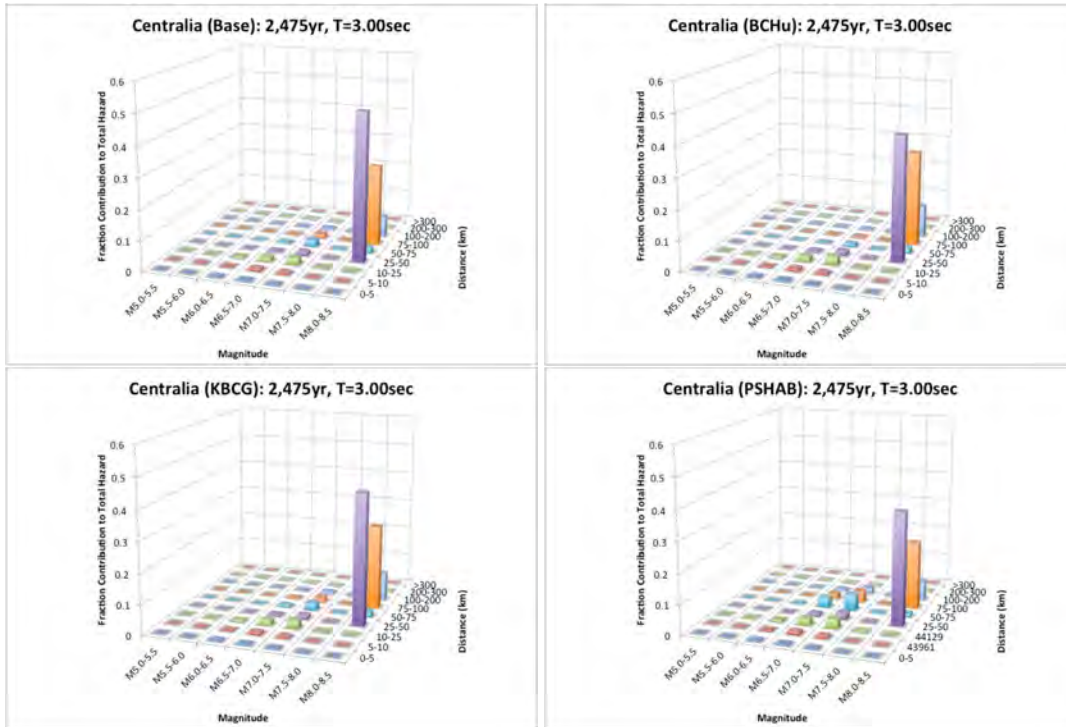 Centralia (Base): 2,475yr, T=3.00sec
Fraction Contribution to Total Hazard
0.6
0.5
0.4
0.3
0.2
0.1
0
>300
200-300
100-200
75-100
50-75
25-50
10-25
5-10
0-5
Distance (km)
M5.0-5.5
M5.5-6.0
M6.0-6.5
M6.5-7.0
M7.0-7.5
M7.5-8.0
M8.0-8.5
Magnitude
Centralia (BCHu): 2,475yr, T=3.00sec
Fraction Contribution to Total Hazard
0.6
0.5
0.4
0.3
0.2
0.1
0
>300
200-300
100-200
75-100
50-75
25-50
10-25
5-10
0-5
Distance (km)
M5.0-5.5
M5.5-6.0
M6.0-6.5
M6.5-7.0
M7.0-7.5
M7.5-8.0
M8.0-8.5
Magnitude
Centralia (KBCG): 2,475yr, T=3.00sec
Fraction Contribution to Total Hazard
0.6
0.5
0.4
0.3
0.2
0.1
0
>300
200-300
100-200
75-100
50-75
25-50
10-25
5-10
0-5
Distance (km)
M5.0-5.5
M5.5-6.0
M6.0-6.5
M6.5-7.0
M7.0-7.5
M7.5-8.0
M8.0-8.5
Magnitude
Centralia (PSHAB): 2,475yr, T=3.00sec
Fraction Contribution to Total Hazard
0.6
0.5
0.4
0.3
0.2
0.1
0
>300
200-300
100-200
75-100
50-75
25-50
44129
43961
0-5
Distance (km)
M5.0-5.5
M5.5-6.0
M6.0-6.5
M6.5-7.0
M7.0-7.5
M7.5-8.0
M8.0-8.5
Magnitude